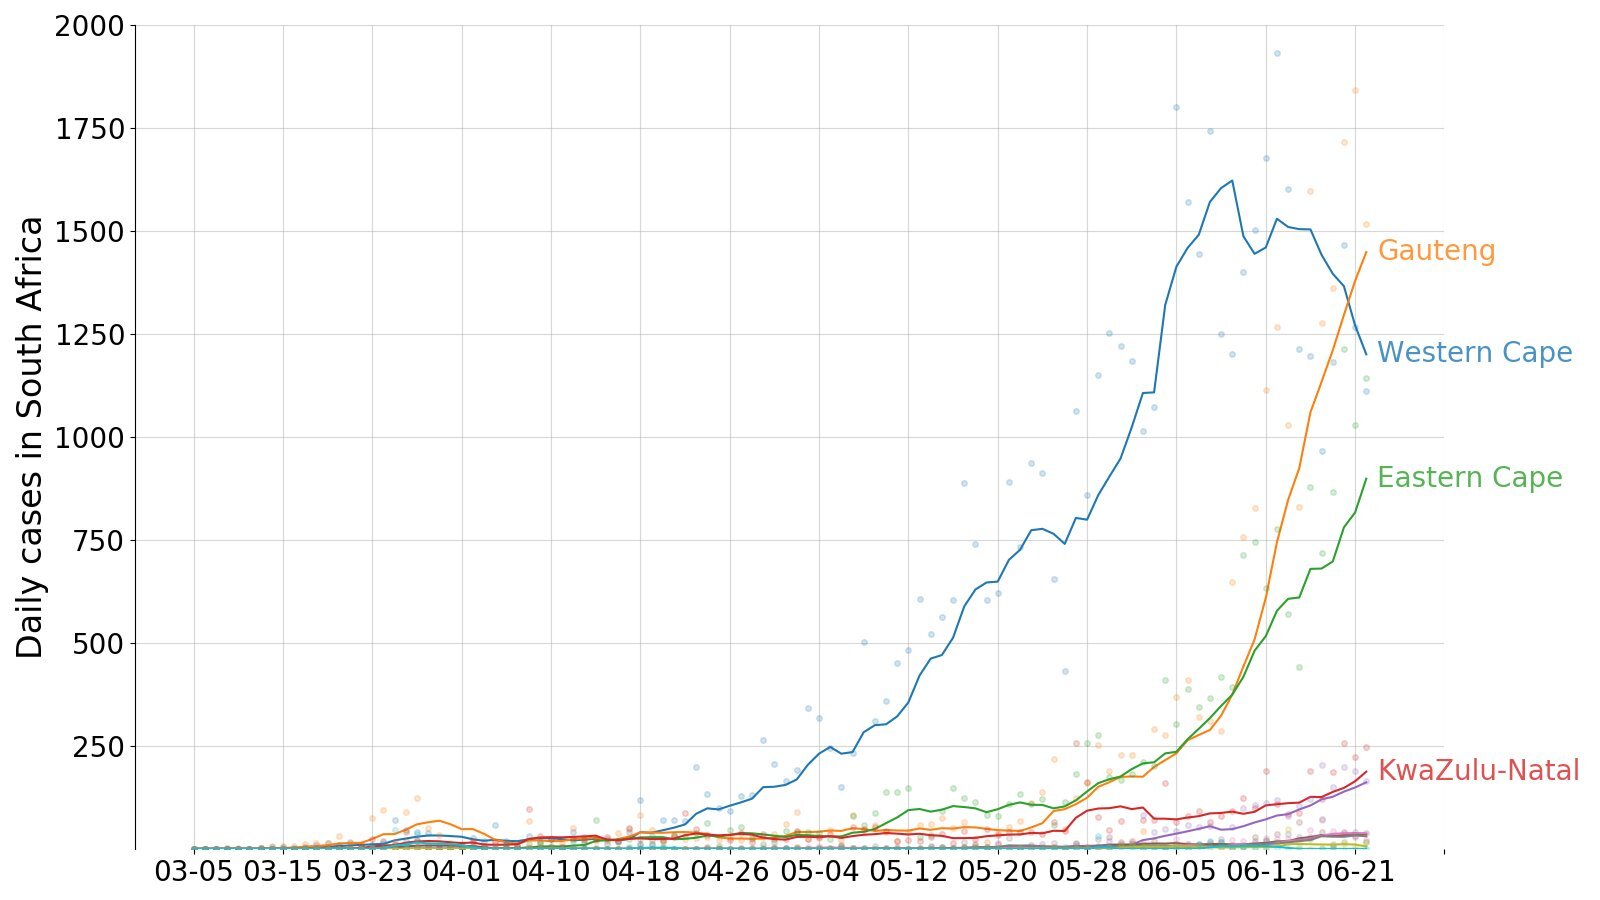 Daily cases in South Africa
2000
1750
1500
1250
1000
750
500
250
Gauteng
Western Cape
Eastern Cape
KwaZulu-Natal
03-05 03-15 03-23 04-01 04-10 04-18 04-26 05-04 05-12 05-20 05-28 06-05 06-13 06-21